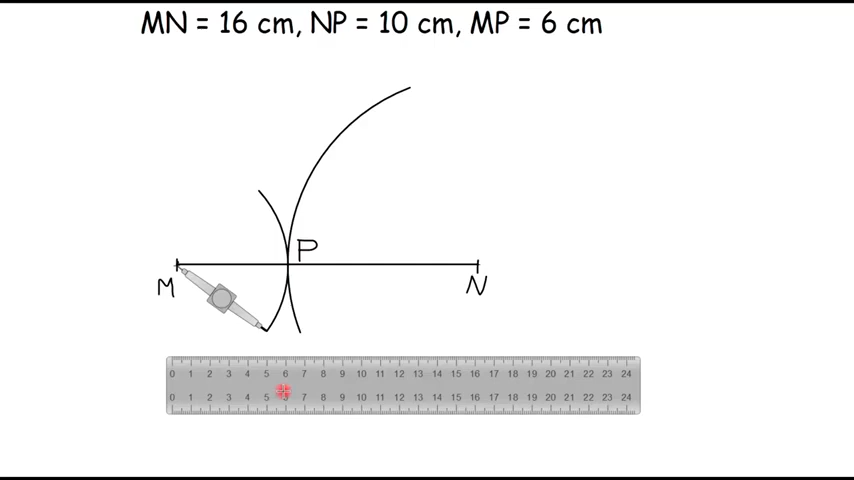 MN = 16 cm, NP = 10 cm, MP = 6 cm
P
M
N
0 1 2 3 4 5 6 7 8 9 10 11 12 13 14 15 16 17 18 19 20 21 22 23 24
0 1 2 3 4 5 6 7 8 9 10 11 12 13 14 15 16 17 18 19 20 21 22 23 24